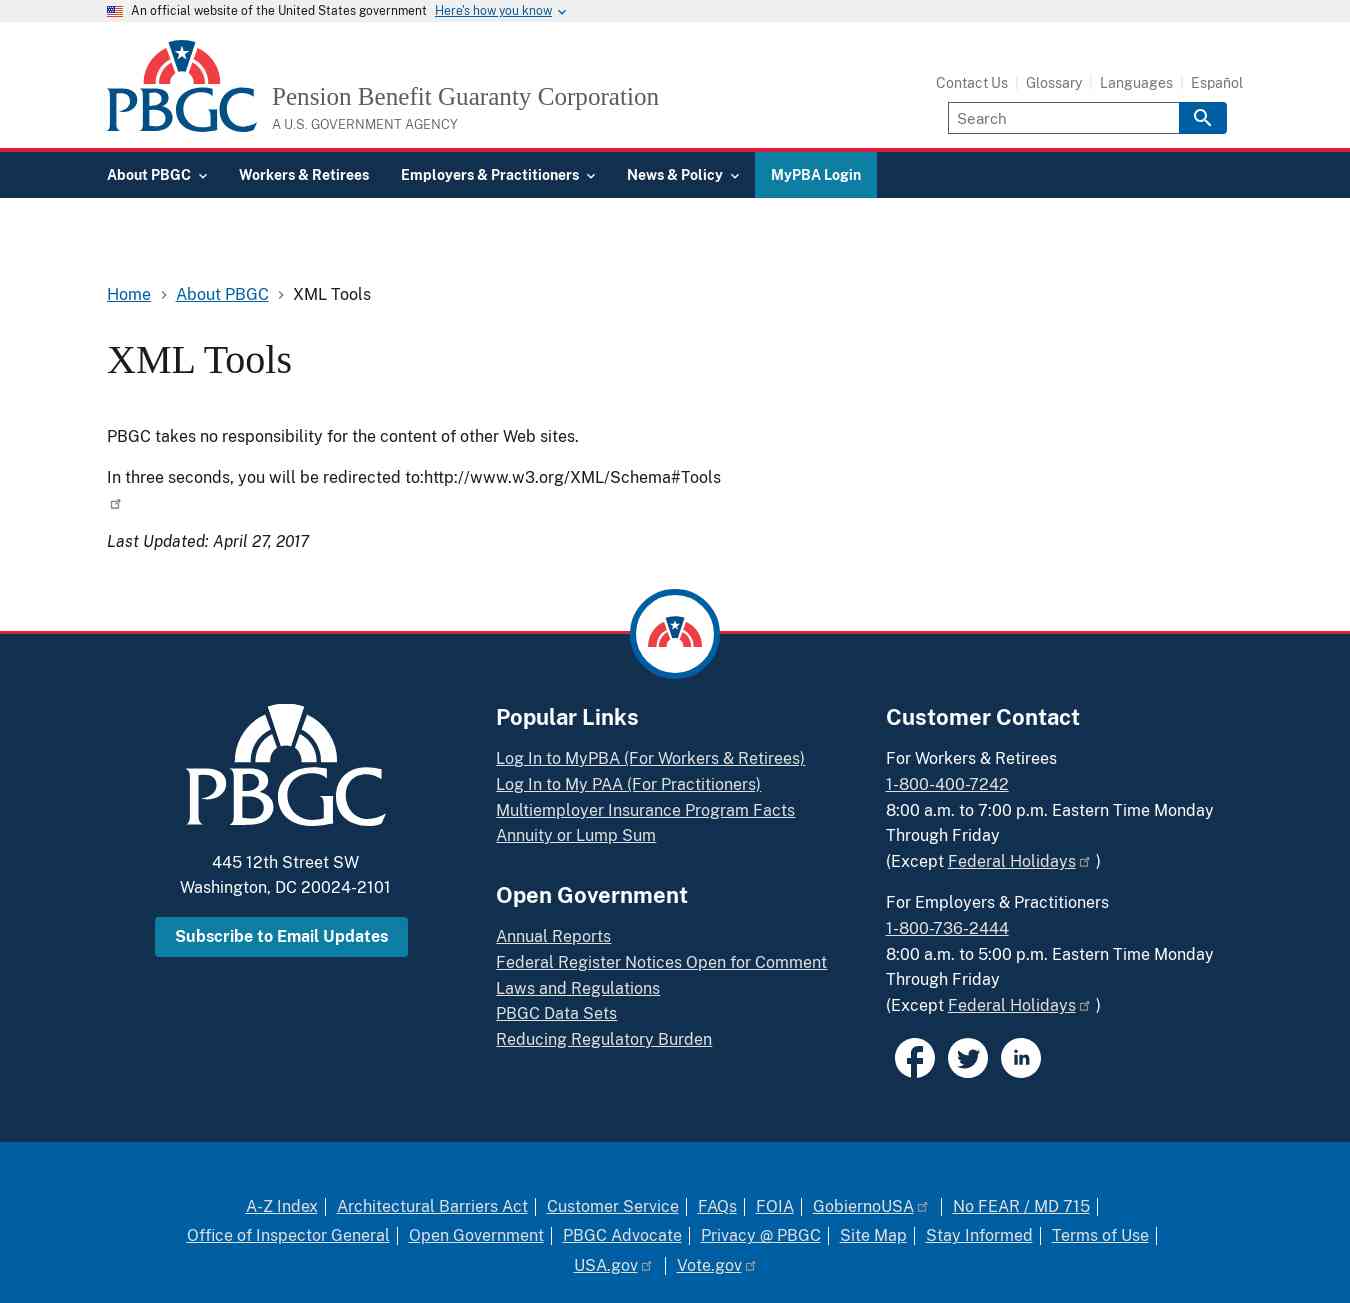 An official website of the United States government Here's how you know
PBGC
Pension Benefit Guaranty Corporation
A U.S. GOVERNMENT AGENCY
Contact Us Glossary Languages Español
Search
About PBGC Workers & Retirees Employers & Practitioners News & Policy MyPBA Login
Home About PBGC XML Tools
XML Tools
PBGC takes no responsibility for the content of other Web sites.
In three seconds, you will be redirected to:http://www.w3.org/XML/Schema#Tools
Last Updated: April 27, 2017
PBGC
445 12th Street SW
Washington, DC 20024-2101
Subscribe to Email Updates
Popular Links
Log In to MyPBA (For Workers & Retirees)
Log In to My PAA (For Practitioners)
Multiemployer Insurance Program Facts
Annuity or Lump Sum
Open Government
Annual Reports
Federal Register Notices Open for Comment
Laws and Regulations
PBGC Data Sets
Reducing Regulatory Burden
Customer Contact
For Workers & Retirees
1-800-400-7242
8:00 a.m. to 7:00 p.m. Eastern Time Monday
Through Friday
(Except Federal Holidays )
For Employers & Practitioners
1-800-736-2444
8:00 a.m. to 5:00 p.m. Eastern Time Monday
Through Friday
(Except Federal Holidays )
A-Z Index Architectural Barriers Act Customer Service FAQs FOIA GobiernoUSA No FEAR / MD 715
Office of Inspector General Open Government PBGC Advocate Privacy @ PBGC Site Map Stay Informed Terms of Use
USA.gov Vote.gov